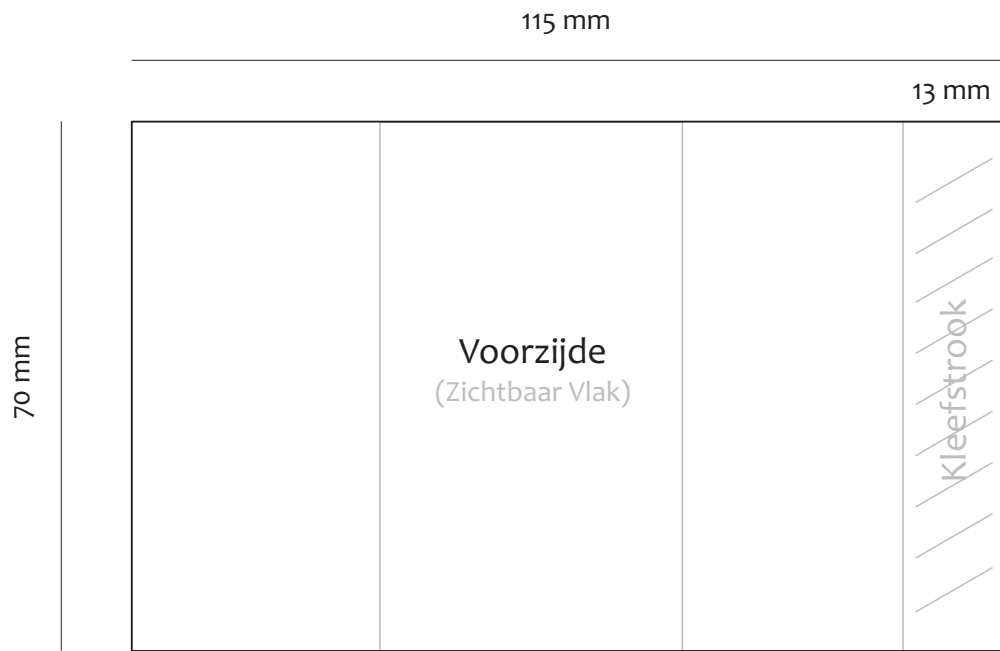 115 mm
13 mm
70 mm
Voorzijde
(Zichtbaar Vlak)
Kleefstrook